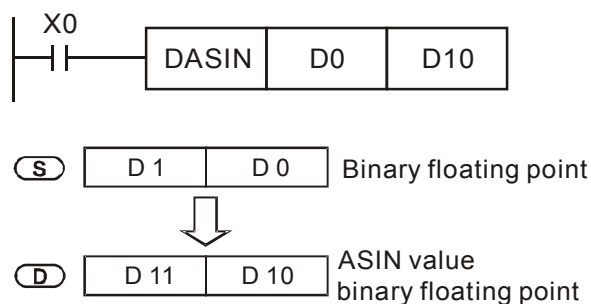 X0
DASIN D0 D10
S D 1 D 0 Binary floating point
D D 11 D 10 ASIN value
binary floating point